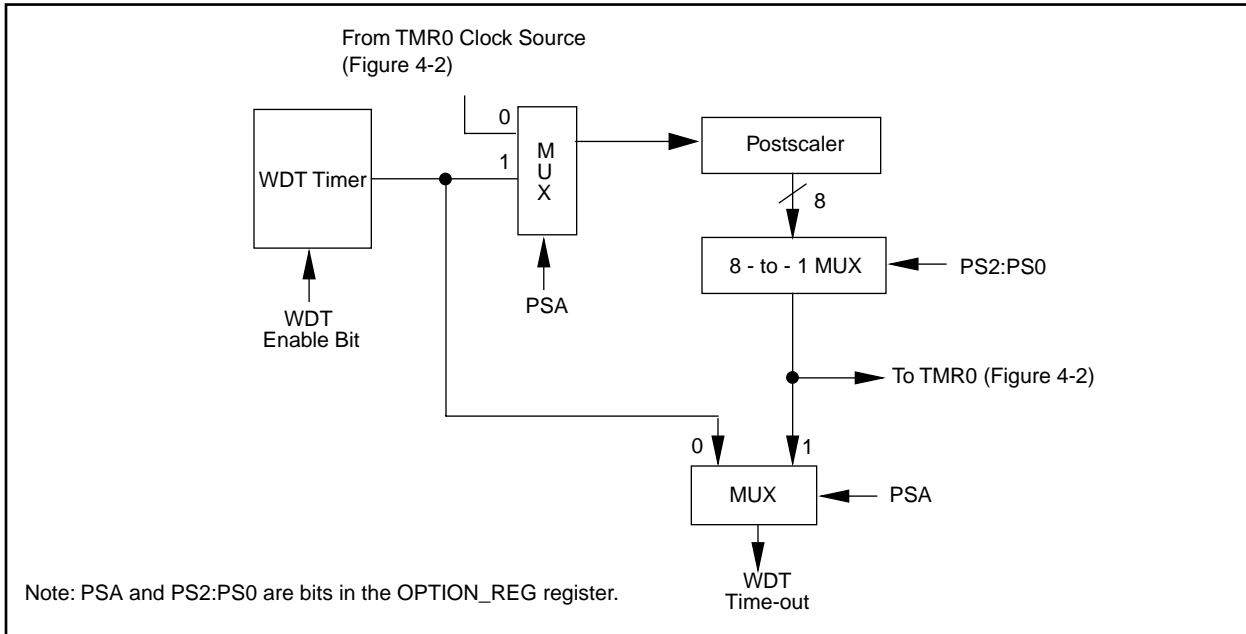 From TMR0 Clock Source
(Figure 4-2)
0
1
M
U
X
WDT Timer
Postscaler
8
8 - to - 1 MUX
PS2:PS0
PSA
WDT
Enable Bit
To TMR0 (Figure 4-2)
0
1
MUX
PSA
WDT
Time-out
Note: PSA and PS2:PS0 are bits in the OPTION_REG register.